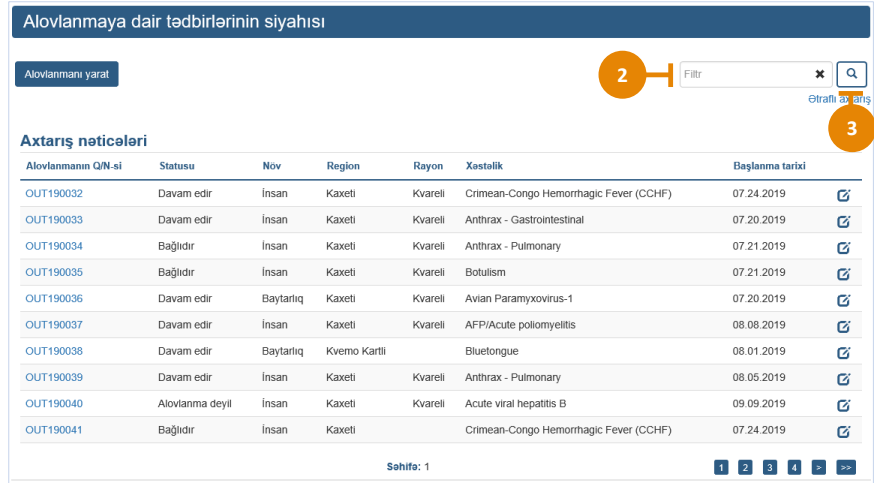 Alovlanmaya dair tədbirlərinin siyahısı
Alovlanmanı yarat
2
Filtr
Ətraflı axtarış
3
Axtarış nəticələri
Alovlanmanın Q/N-si Statusu Növ Region Rayon Xəstəlik Başlanma tarixi
OUT190032 Davam edir İnsan Kaxeti Kvareli Crimean-Congo Hemorrhagic Fever (CCHF) 07.24.2019
OUT190033 Davam edir İnsan Kaxeti Kvareli Anthrax - Gastrointestinal 07.20.2019
OUT190034 Bağlıdır İnsan Kaxeti Kvareli Anthrax - Pulmonary 07.21.2019
OUT190035 Bağlıdır İnsan Kaxeti Kvareli Botulism 07.21.2019
OUT190036 Davam edir Baytarlıq Kaxeti Kvareli Avian Paramyxovirus-1 07.20.2019
OUT190037 Davam edir İnsan Kaxeti Kvareli AFP/Acute poliomyelitis 08.08.2019
OUT190038 Davam edir Baytarlıq Kvemo Kartli Bluetongue 08.01.2019
OUT190039 Davam edir İnsan Kaxeti Kvareli Anthrax - Pulmonary 08.05.2019
OUT190040 Alovlanma deyil İnsan Kaxeti Kvareli Acute viral hepatitis B 09.09.2019
OUT190041 Bağlıdır İnsan Kaxeti Crimean-Congo Hemorrhagic Fever (CCHF) 07.24.2019
Səhifə: 1 1 2 3 4 > >>